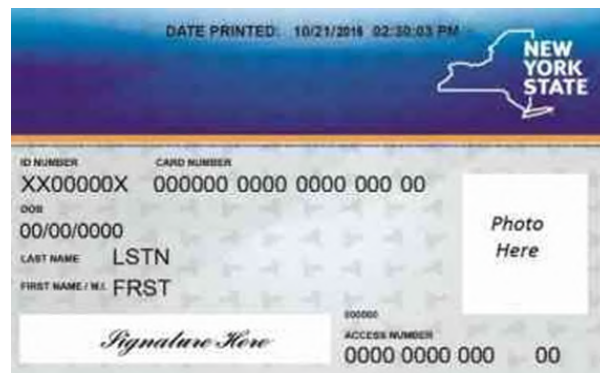 DATE PRINTED: 10/21/2016 02:30:03 PM
NEW
YORK
STATE
ID NUMBER CARD NUMBER
XX00000X 000000 0000 0000 000 00
DOB
00/00/0000
LAST NAME LSTN
FIRST NAME / M.I. FRST
Photo
Here
Signature Here
000000
ACCESS NUMBER
0000 0000 000 00